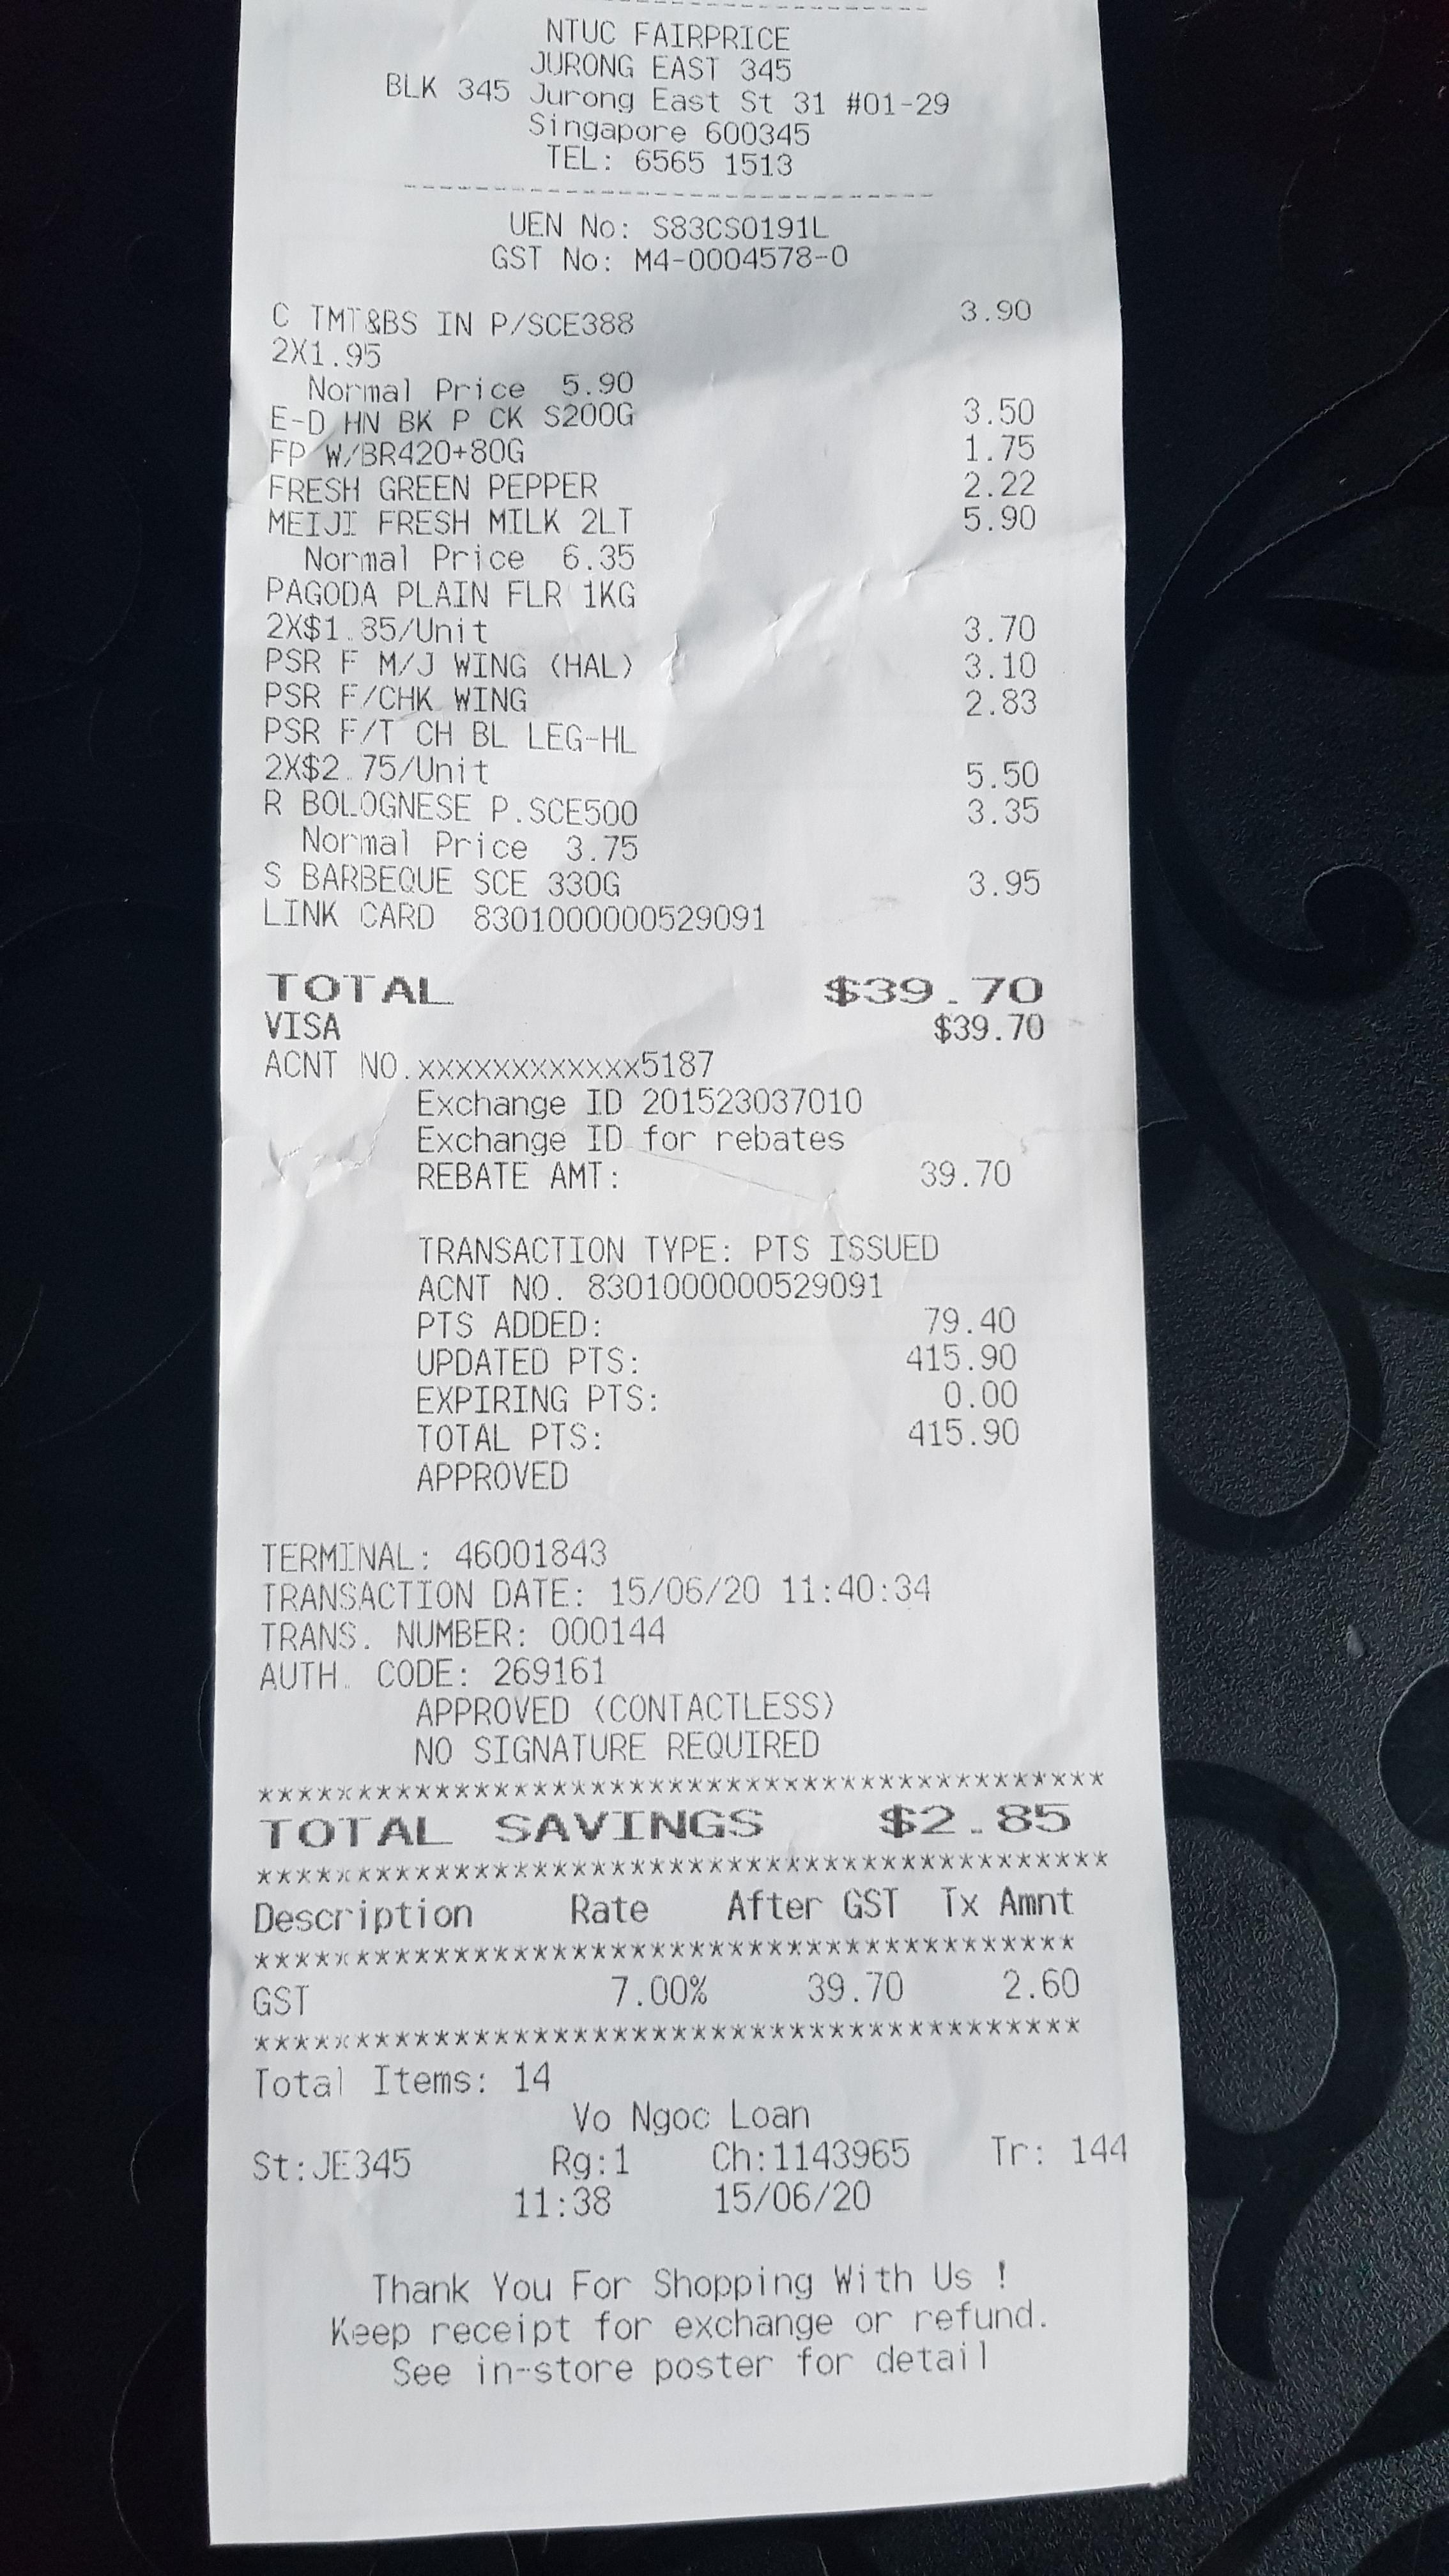 NTUC FAIRPRICE
JURONG EAST 345
BLK 345 Jurong East St 31 #01-29
Singapore 600345
TEL: 6565 1513
UEN No: S83CS0191L
GST No: M4-0004578-0
C TMT&BS IN P/SCE388 3.90
2X1.95
Normal Price 5.90
E-D HN BK P CK S200G 3.50
FP W/BR420+80G 1.75
FRESH GREEN PEPPER 2.22
MEIJI FRESH MILK 2LT 5.90
Normal Price 6.35
PAGODA PLAIN FLR 1KG
2X$1.85/Unit 3.70
PSR F M/J WING (HAL) 3.10
PSR F/CHK WING 2.83
PSR F/T CH BL LEG-HL
2X$2.75/Unit 5.50
R BOLOGNESE P.SCE500 3.35
Normal Price 3.75
S BARBEQUE SCE 330G 3.95
LINK CARD 8301000000529091
TOTAL $39.70
VISA $39.70
ACNT NO.xxxxxxxxxxxx5187
Exchange ID 201523037010
Exchange ID for rebates
REBATE AMT: 39.70
TRANSACTION TYPE: PTS ISSUED
ACNT NO. 8301000000529091
PTS ADDED: 79.40
UPDATED PTS: 415.90
EXPIRING PTS: 0.00
TOTAL PTS: 415.90
APPROVED
TERMINAL: 46001843
TRANSACTION DATE: 15/06/20 11:40:34
TRANS. NUMBER: 000144
AUTH. CODE: 269161
APPROVED (CONTACTLESS)
NO SIGNATURE REQUIRED
*******************************************
TOTAL SAVINGS $2.85
*******************************************
Description Rate After GST Tx Amnt
******************************************
GST 7.00% 39.70 2.60
******************************************
Total Items: 14
Vo Ngoc Loan
St:JE345 Rg:1 Ch:1143965 Tr: 144
11:38 15/06/20
Thank You For Shopping With Us !
Keep receipt for exchange or refund.
See in-store poster for detail